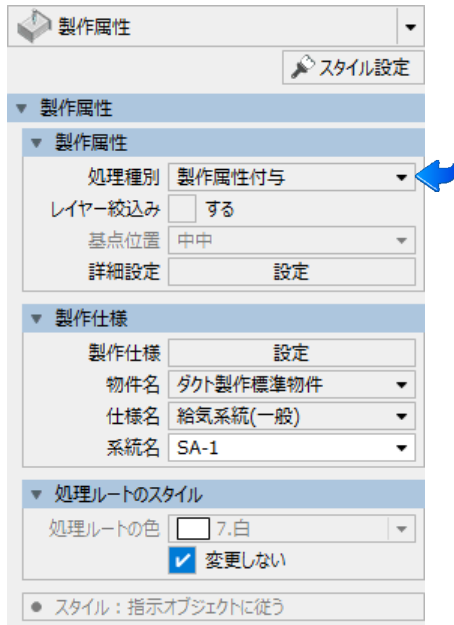 製作属性
スタイル設定
製作属性
製作属性
処理種別 製作属性付与
レイヤー絞込み する
基点位置 中中
詳細設定 設定
製作仕様
製作仕様 設定
物件名 ダクト製作標準物件
仕様名 給気系統(一般)
系統名 SA-1
処理ルートのスタイル
処理ルートの色 7.白
変更しない
スタイル：指示オブジェクトに従う